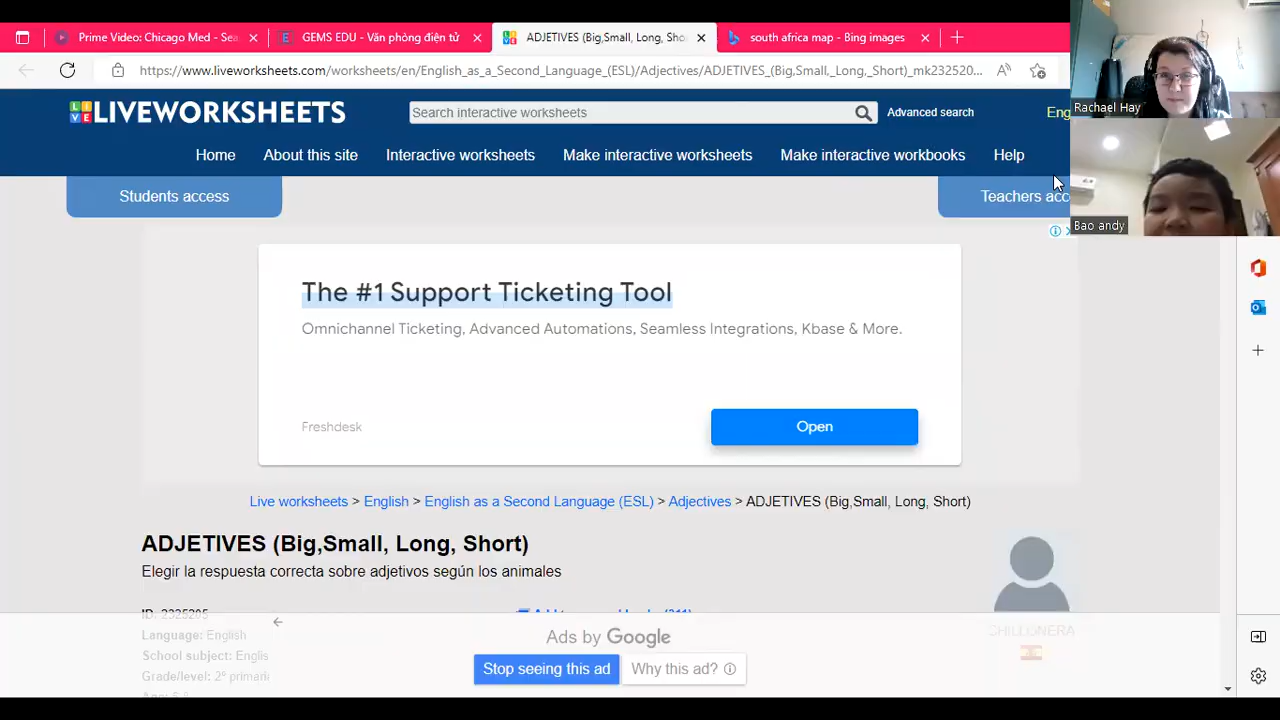 Prime Video: Chicago Med - Sea
GEMS EDU - Văn phòng điện tử
ADJETIVES (Big,Small, Long, Sho
south africa map - Bing images
https://www.liveworksheets.com/worksheets/en/English_as_a_Second_Language_(ESL)/Adjectives/ADJETIVES_(Big,Small,_Long,_Short)_mk232520...
LIVEWORKSHEETS
Search interactive worksheets
Advanced search
Eng
Rachael Hay
Home
About this site
Interactive worksheets
Make interactive worksheets
Make interactive workbooks
Help
Students access
Teachers acc
Bao andy
The #1 Support Ticketing Tool
Omnichannel Ticketing, Advanced Automations, Seamless Integrations, Kbase & More.
Freshdesk
Open
Live worksheets > English > English as a Second Language (ESL) > Adjectives > ADJETIVES (Big,Small, Long, Short)
ADJETIVES (Big,Small, Long, Short)
Elegir la respuesta correcta sobre adjetivos según los animales
Language: English
School subject: Englis
Grade/level: 2º primari
CHILLONERA
Ads by Google
Stop seeing this ad
Why this ad?